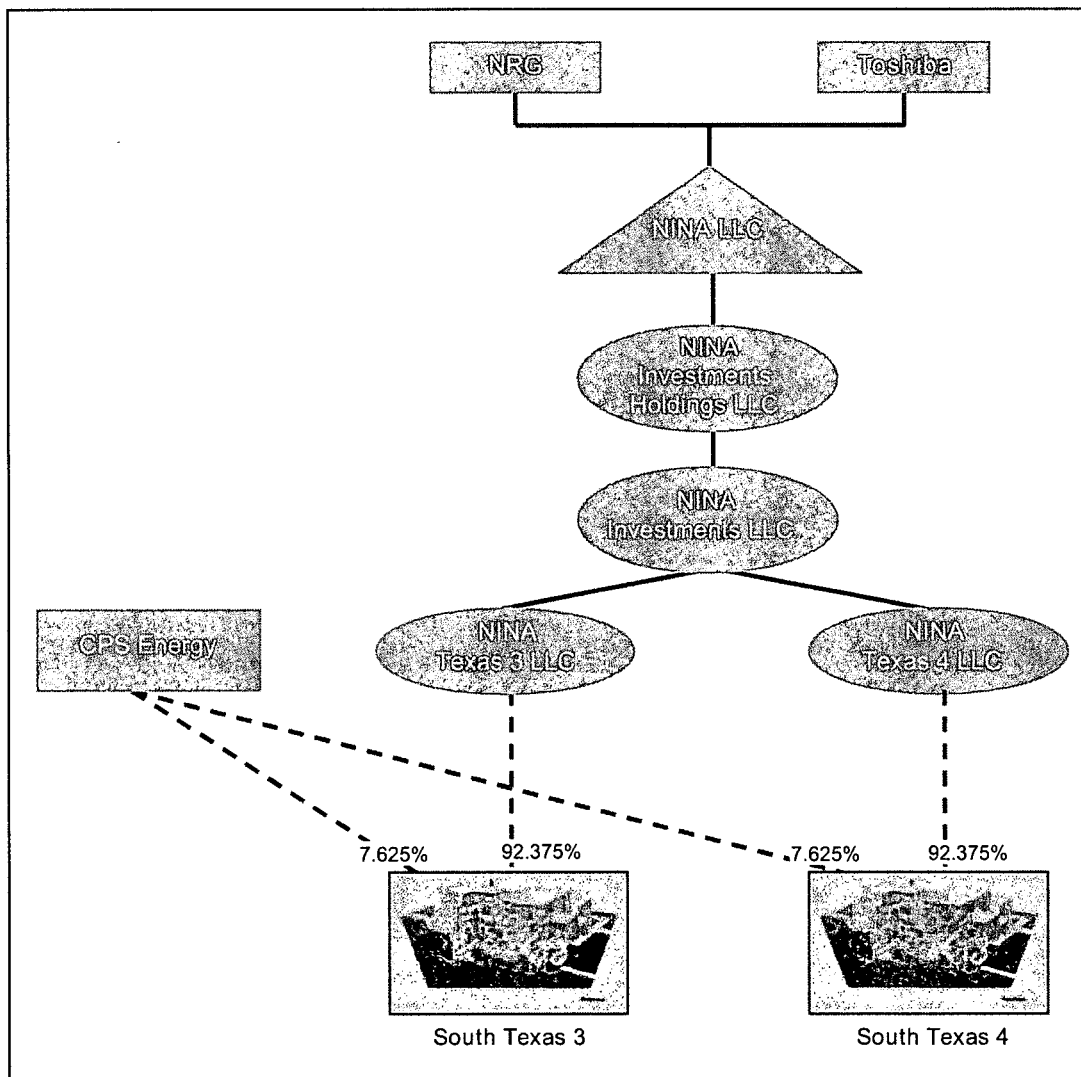 NRG
Toshiba
NINA LLC
NINA
Investments
Holdings LLC
NINA
Investments LLC
CPS Energy
NINA
Texas 3 LLC
NINA
Texas 4 LLC
7.625%
92.375%
7.625%
92.375%
South Texas 3
South Texas 4